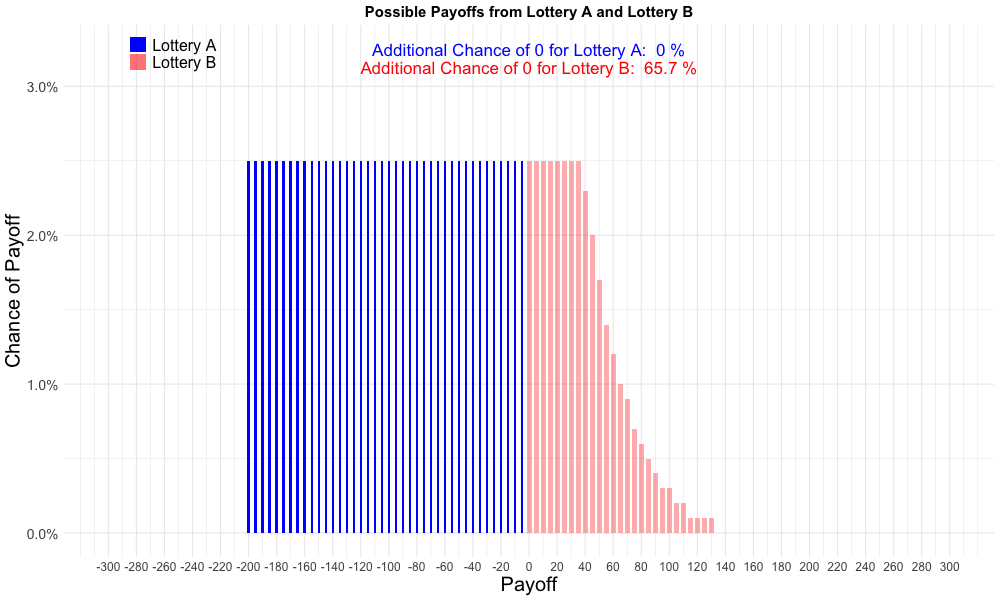 Possible Payoffs from Lottery A and Lottery B
Lottery A
Lottery B
Additional Chance of 0 for Lottery A:  0 %
Additional Chance of 0 for Lottery B:  65.7 %
3.0%
2.0%
1.0%
0.0%
Chance of Payoff
-300 -280 -260 -240 -220 -200 -180 -160 -140 -120 -100 -80 -60 -40 -20 0 20 40 60 80 100 120 140 160 180 200 220 240 260 280 300
Payoff